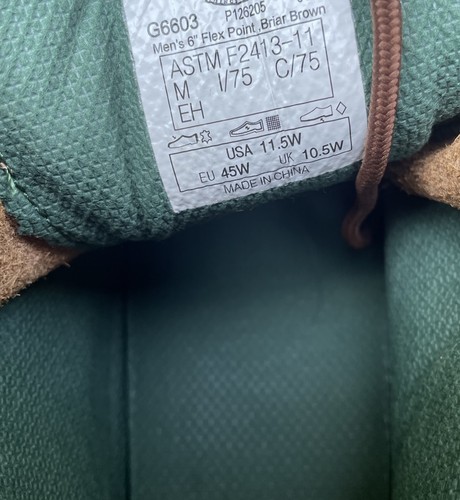 P126205
G6603
Men's 6" Flex Point, Briar Brown
ASTM F2413-11
M I/75 C/75
EH
USA 11.5W
EU 45W UK 10.5W
MADE IN CHINA